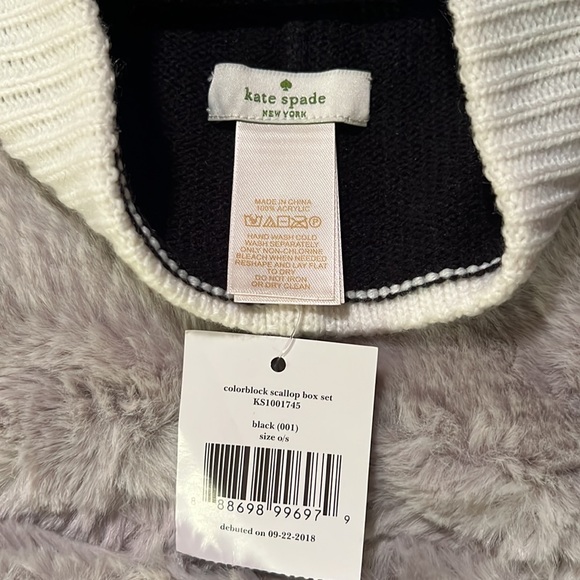 kate spade
NEW YORK
MADE IN CHINA
100% ACRYLIC
HAND WASH COLD
WASH SEPARATELY
ONLY NON-CHLORINE
BLEACH WHEN NEEDED
RESHAPE AND LAY FLAT
TO DRY
DO NOT IRON
OR DRY CLEAN
colorblock scallop box set
KS1001745
black (001)
size o/s
8 88698 99697 9
debuted on 09-22-2018